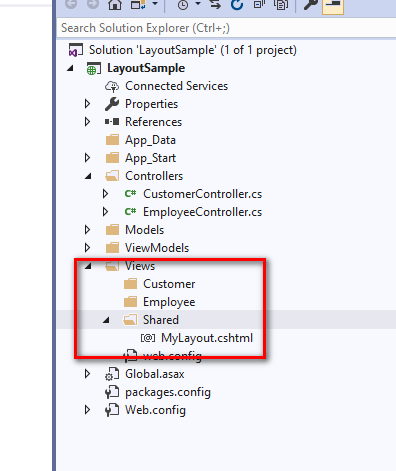 Search Solution Explorer (Ctrl+;)
Solution 'LayoutSample' (1 of 1 project)
LayoutSample
Connected Services
Properties
References
App_Data
App_Start
Controllers
C# CustomerController.cs
C# EmployeeController.cs
Models
ViewModels
Views
Customer
Employee
Shared
[@] MyLayout.cshtml
web.config
Global.asax
packages.config
Web.config